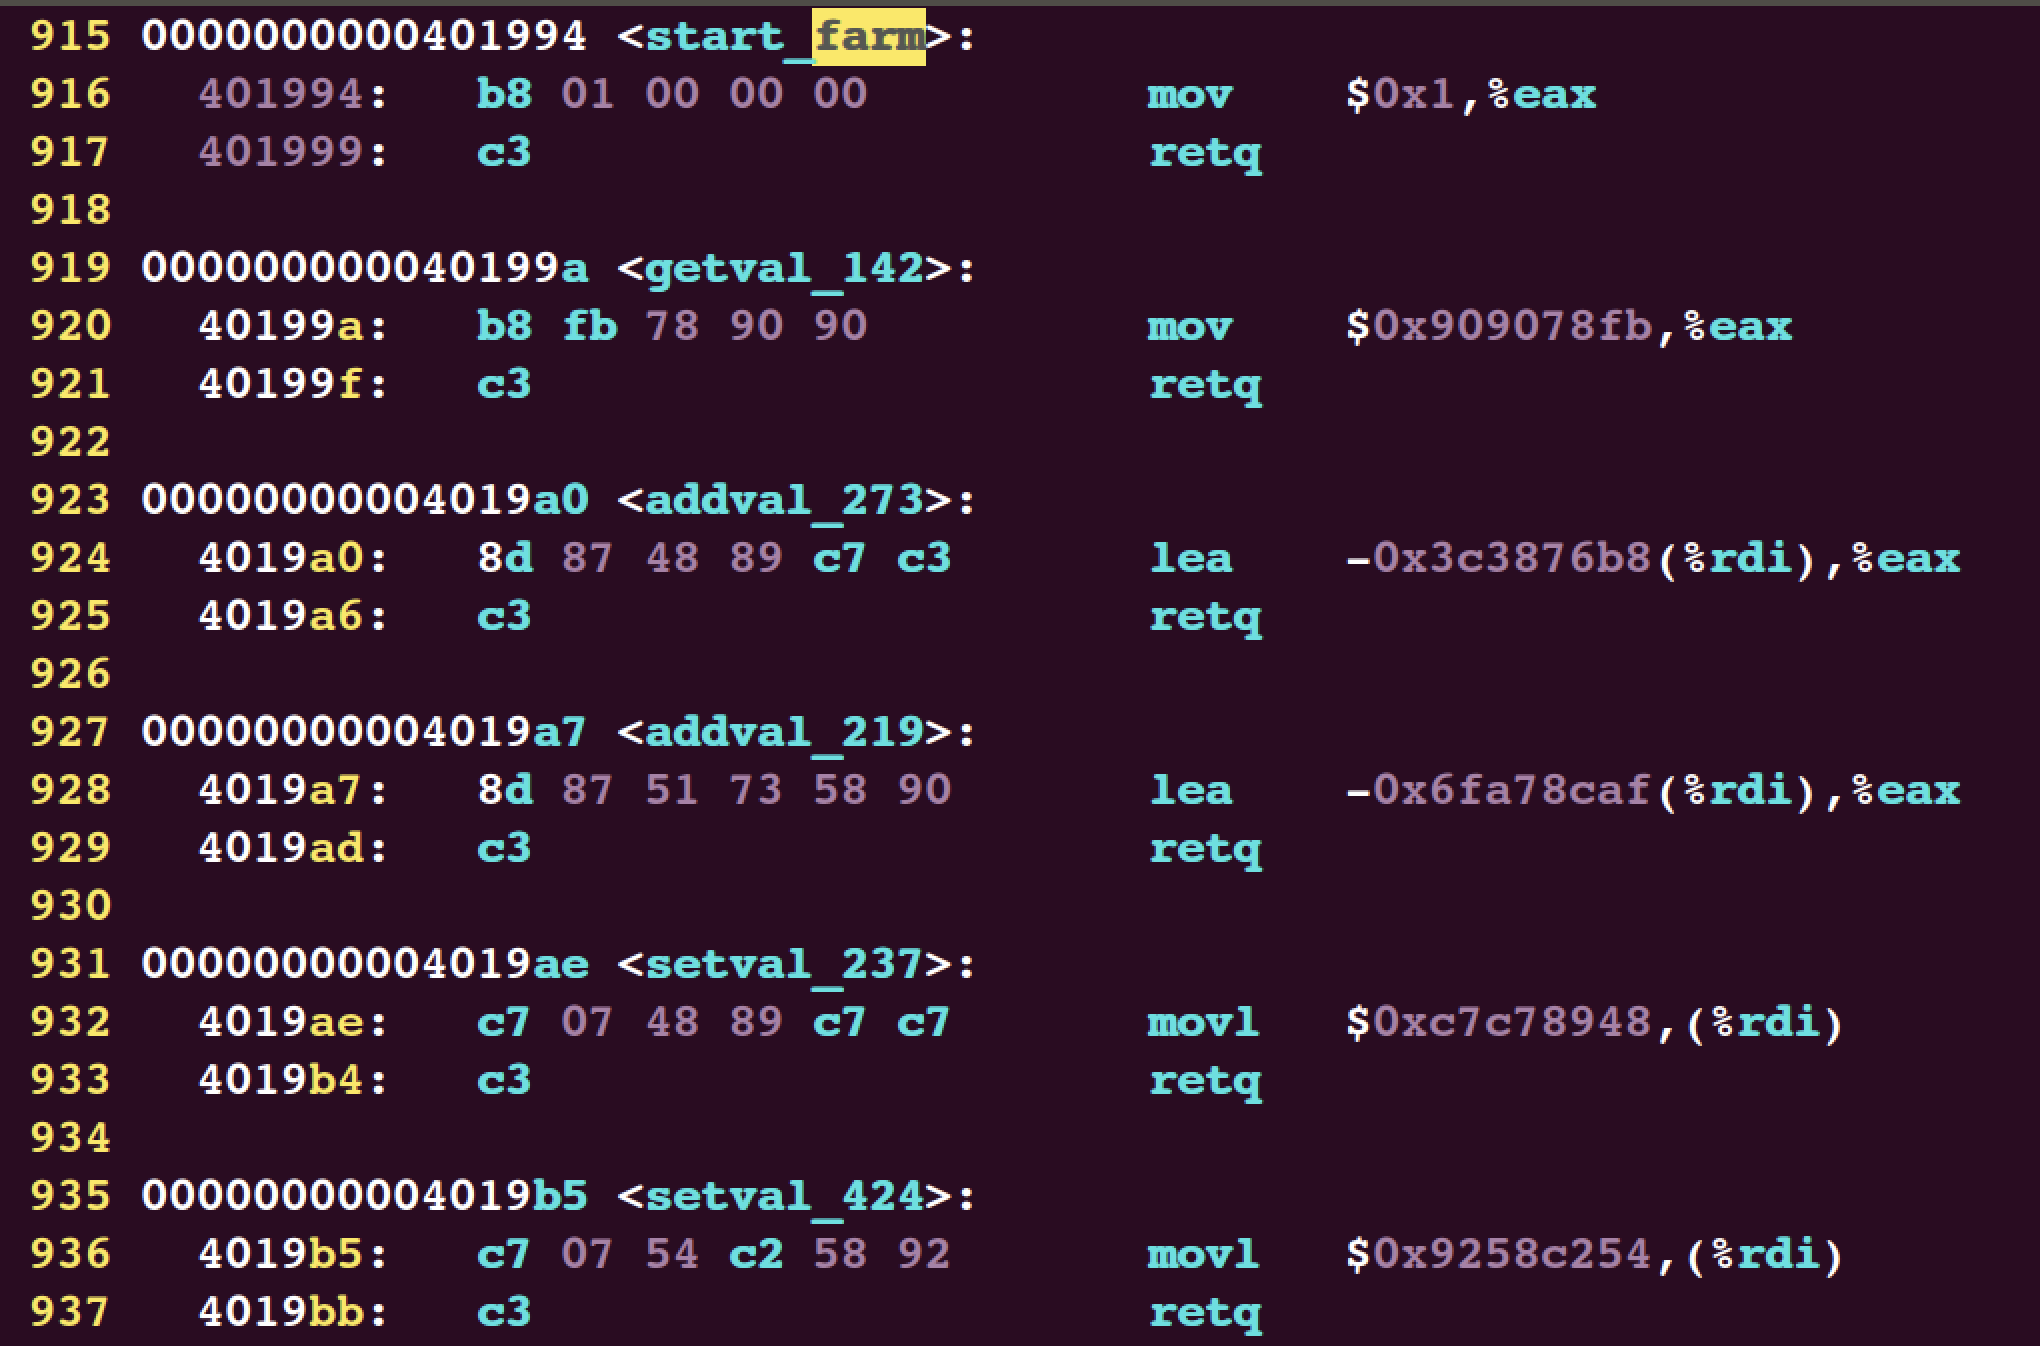 915 0000000000401994 <start_farm>:
916   401994:   b8 01 00 00 00          mov    $0x1,%eax
917   401999:   c3                      retq
918
919 000000000040199a <getval_142>:
920   40199a:   b8 fb 78 90 90          mov    $0x909078fb,%eax
921   40199f:   c3                      retq
922
923 00000000004019a0 <addval_273>:
924   4019a0:   8d 87 48 89 c7 c3       lea    -0x3c3876b8(%rdi),%eax
925   4019a6:   c3                      retq
926
927 00000000004019a7 <addval_219>:
928   4019a7:   8d 87 51 73 58 90       lea    -0x6fa78caf(%rdi),%eax
929   4019ad:   c3                      retq
930
931 00000000004019ae <setval_237>:
932   4019ae:   c7 07 48 89 c7 c7       movl   $0xc7c78948,(%rdi)
933   4019b4:   c3                      retq
934
935 00000000004019b5 <setval_424>:
936   4019b5:   c7 07 54 c2 58 92       movl   $0x9258c254,(%rdi)
937   4019bb:   c3                      retq